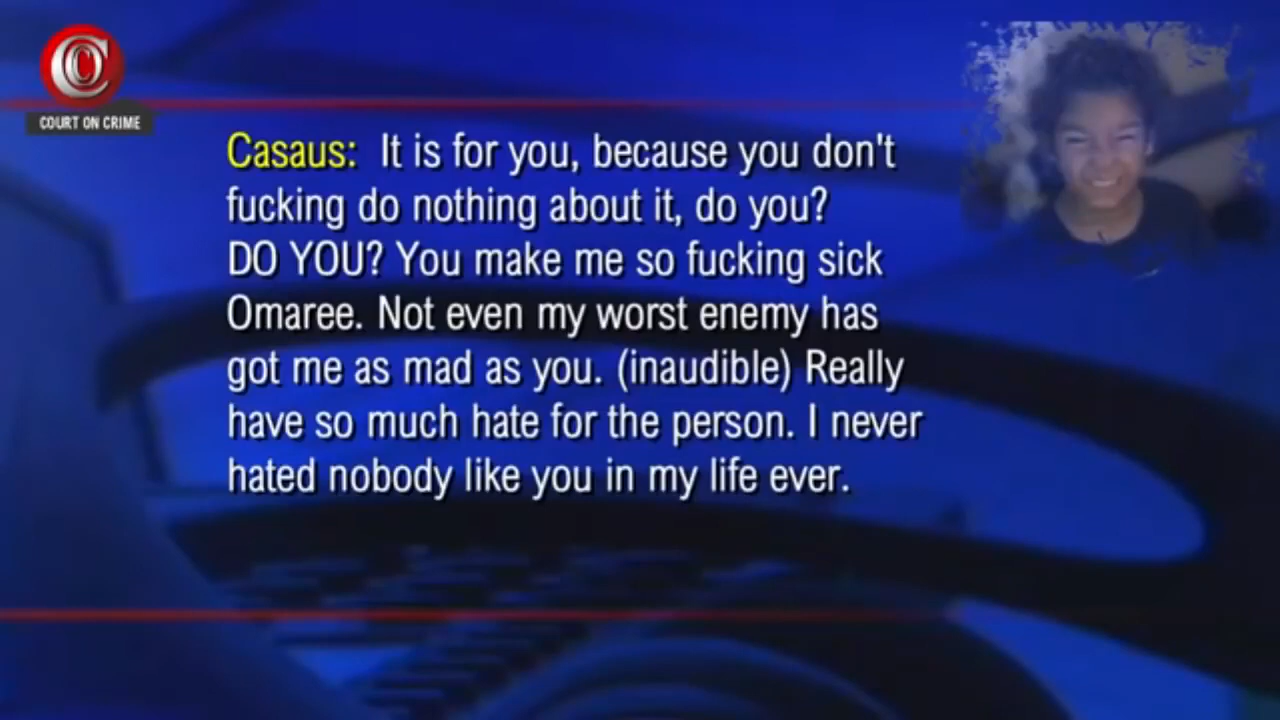 COURT ON CRIME
Casaus: It is for you, because you don't
fucking do nothing about it, do you?
DO YOU? You make me so fucking sick
Omaree. Not even my worst enemy has
got me as mad as you. (inaudible) Really
have so much hate for the person. I never
hated nobody like you in my life ever.